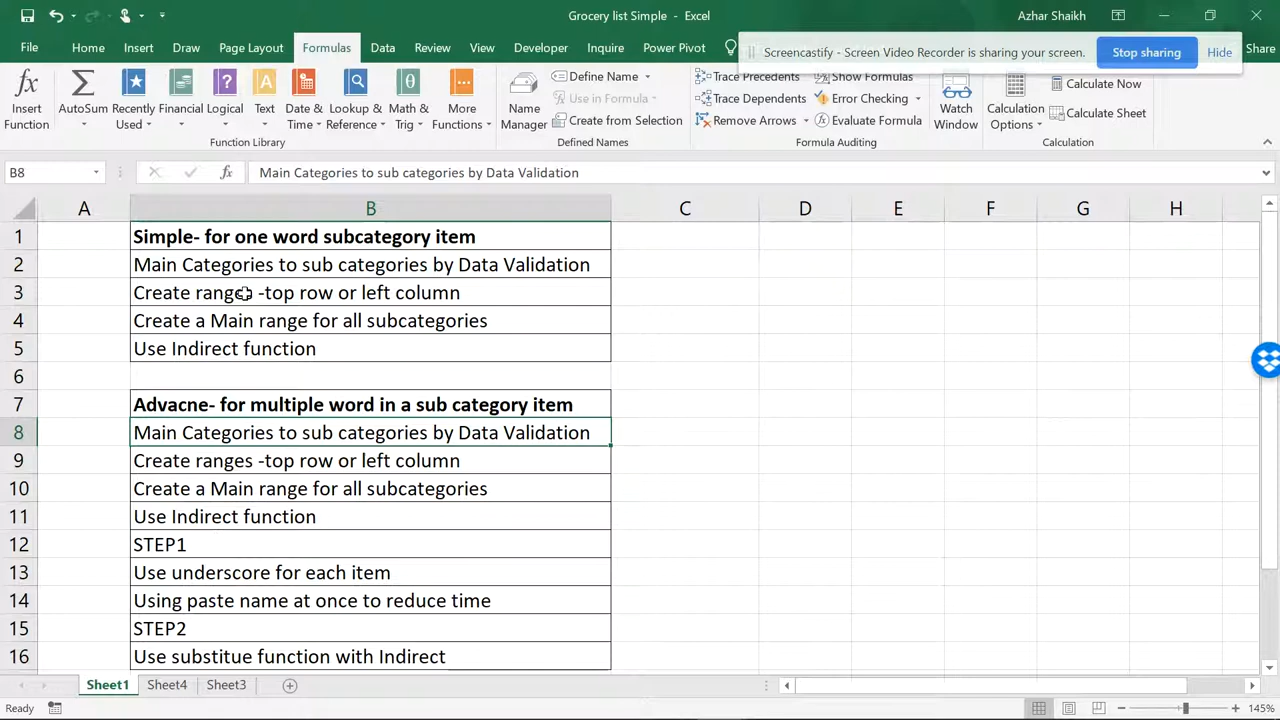 Grocery list Simple - Excel
Azhar Shaikh
File Home Insert Draw Page Layout Formulas Data Review View Developer Inquire Power Pivot
Screencastify - Screen Video Recorder is sharing your screen. Stop sharing Hide
Share
Insert Function
AutoSum
Recently Used
Financial
Logical
Text
Date & Time
Lookup & Reference
Math & Trig
More Functions
Function Library
Name Manager
Define Name
Use in Formula
Create from Selection
Defined Names
Trace Precedents
Trace Dependents
Remove Arrows
Show Formulas
Error Checking
Evaluate Formula
Formula Auditing
Watch Window
Calculation Options
Calculate Now
Calculate Sheet
Calculation
B8 fx Main Categories to sub categories by Data Validation
A B C D E F G H
1 Simple- for one word subcategory item
2 Main Categories to sub categories by Data Validation
3 Create ranges -top row or left column
4 Create a Main range for all subcategories
5 Use Indirect function
6
7 Advacne- for multiple word in a sub category item
8 Main Categories to sub categories by Data Validation
9 Create ranges -top row or left column
10 Create a Main range for all subcategories
11 Use Indirect function
12 STEP1
13 Use underscore for each item
14 Using paste name at once to reduce time
15 STEP2
16 Use substitue function with Indirect
Sheet1 Sheet4 Sheet3
Ready
145%